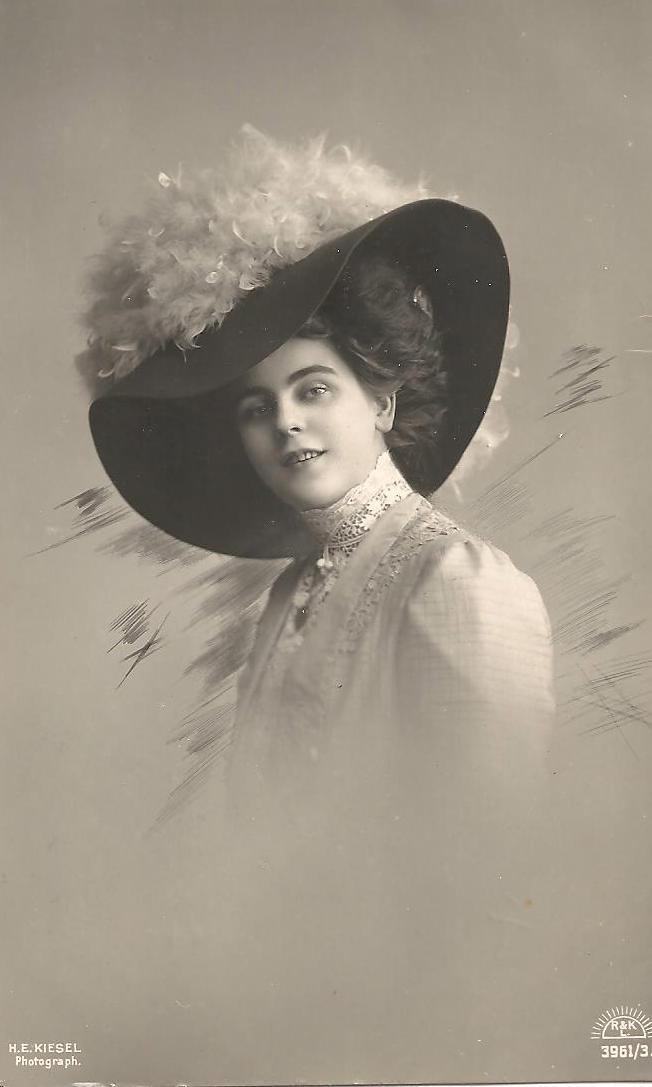 H.E.KIESEL
Photograph.
R&K
L.
3961/3.